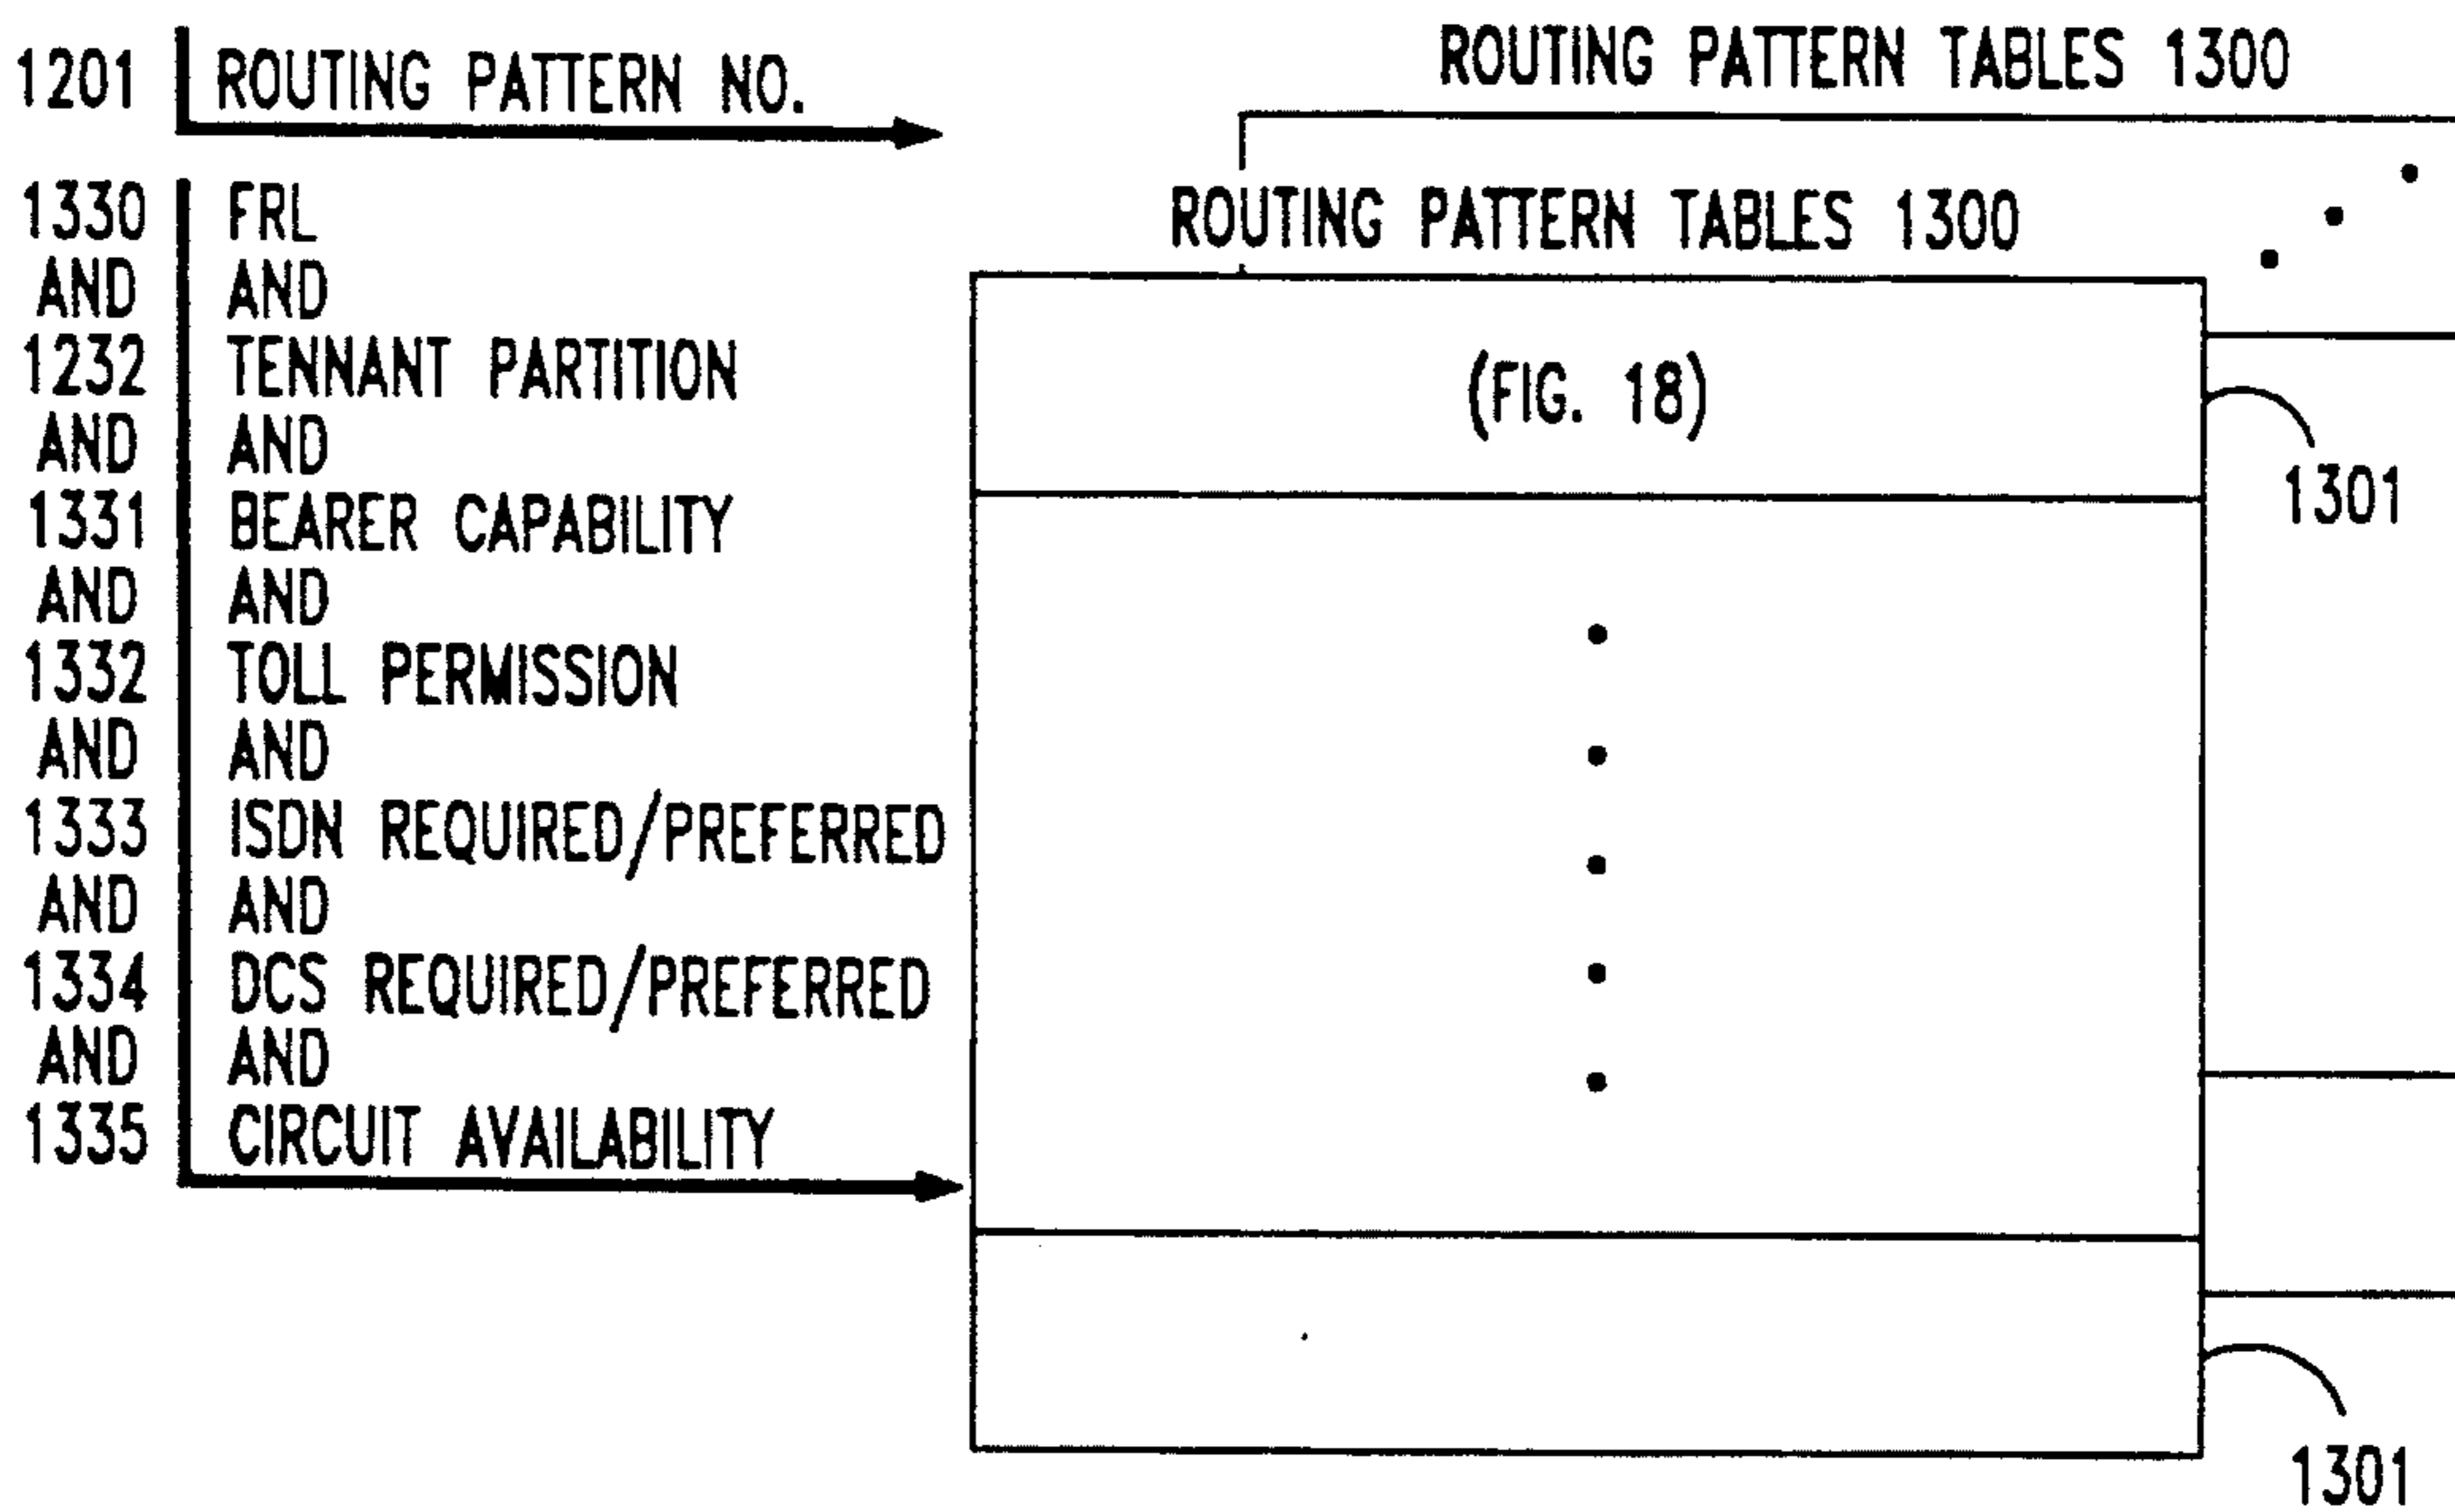 1201 ROUTING PATTERN NO.
ROUTING PATTERN TABLES 1300
ROUTING PATTERN TABLES 1300
1330 FRL
AND AND
1232 TENNANT PARTITION
AND AND
1331 BEARER CAPABILITY
AND AND
1332 TOLL PERMISSION
AND AND
1333 ISDN REQUIRED/PREFERRED
AND AND
1334 DCS REQUIRED/PREFERRED
AND AND
1335 CIRCUIT AVAILABILITY
(FIG. 18)
1301
1301